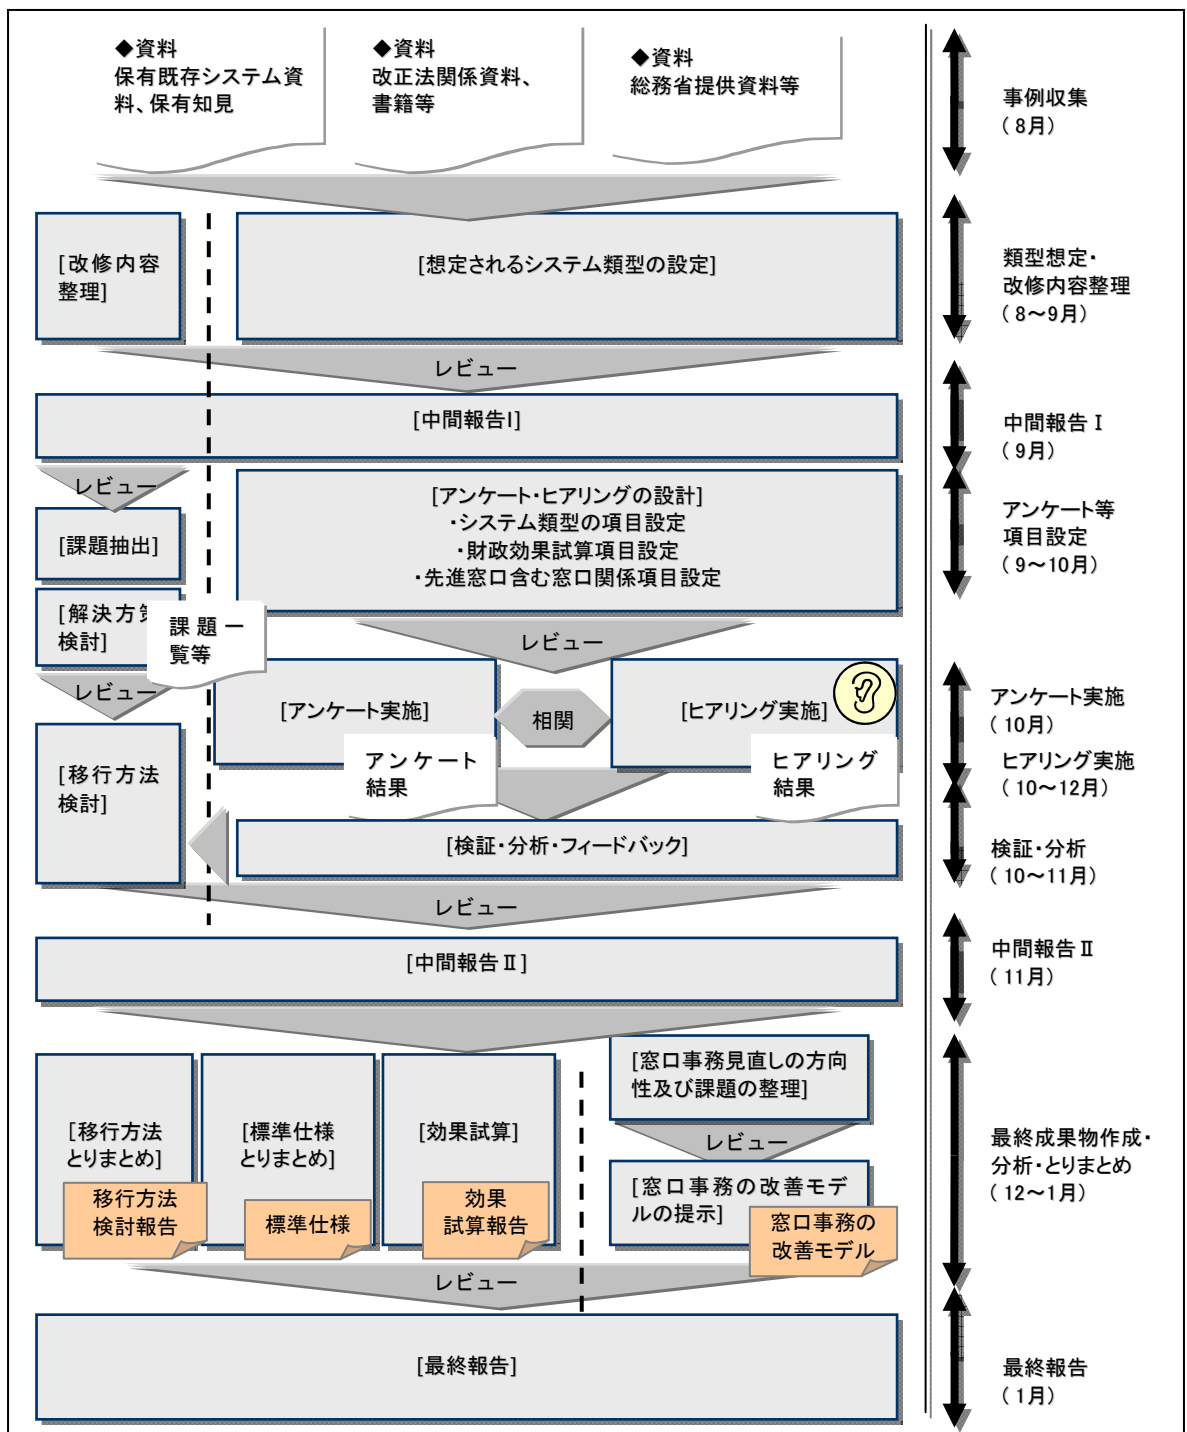 ◆資料
保有既存システム資
料、保有知見
◆資料
改正法関係資料、
書籍等
◆資料
総務省提供資料等
事例収集
（８月）
[改修内容
整理]
[想定されるシステム類型の設定]
類型想定・
改修内容整理
（８～９月）
レビュー
[中間報告Ⅰ]
中間報告Ⅰ
（９月）
レビュー
[アンケート・ヒアリングの設計]
・システム類型の項目設定
・財政効果試算項目設定
・先進窓口含む窓口関係項目設定
アンケート等
項目設定
（９～10月）
[課題抽出]
[解決方策
検討]
課題一
覧等
レビュー
レビュー
[アンケート実施]
相関
[ヒアリング実施]
アンケート
結果
ヒアリング
結果
アンケート実施
（10月）
ヒアリング実施
（10～12月）
[移行方法
検討]
[検証・分析・フィードバック]
検証・分析
（10～11月）
レビュー
[中間報告Ⅱ]
中間報告Ⅱ
（11月）
[移行方法
とりまとめ]
移行方法
検討報告
[標準仕様
とりまとめ]
標準仕様
[効果試算]
効果
試算報告
[窓口事務見直しの方向
性及び課題の整理]
レビュー
[窓口事務の改善モデ
ルの提示]
窓口事務の
改善モデル
最終成果物作成・
分析・とりまとめ
（12～１月）
レビュー
[最終報告]
最終報告
（１月）